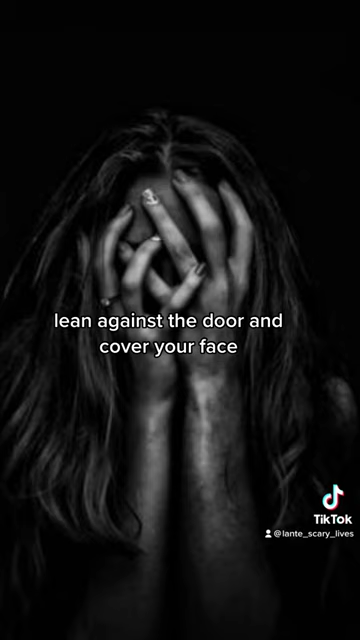 lean against the door and
cover your face
TikTok
@lante_scary_lives